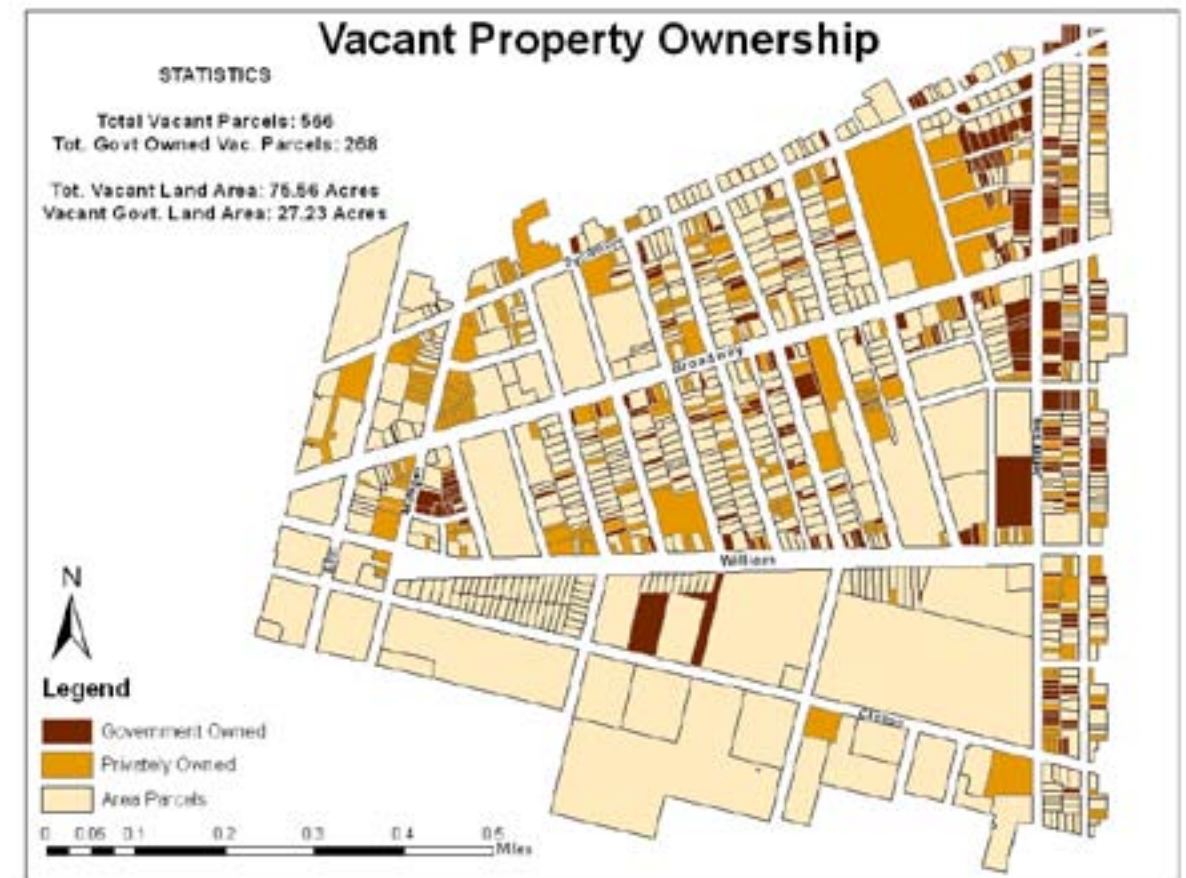 Vacant Property Ownership
STATISTICS
Total Vacant Parcels: 566
Tot. Govt Owned Vac. Parcels: 268
Tot. Vacant Land Area: 75.56 Acres
Vacant Govt. Land Area: 27.23 Acres
Broadway
William
Clinton
N
Legend
Government Owned
Privately Owned
Area Parcels
0 0.05 0.1 0.2 0.3 0.4 0.5
Miles